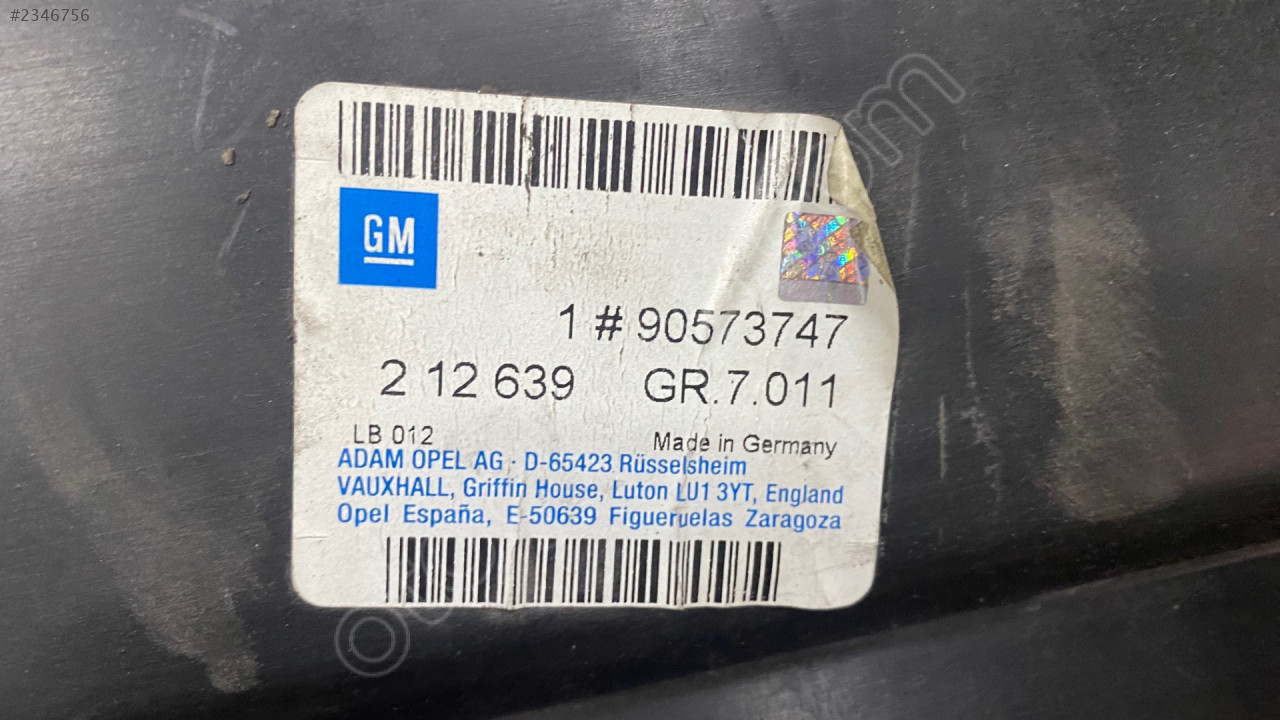 #2346756
GM
1 # 90573747
2 12 639 GR.7.011
LB 012 Made in Germany
ADAM OPEL AG · D-65423 Rüsselsheim
VAUXHALL, Griffin House, Luton LU1 3YT, England
Opel España, E-50639 Figueruelas Zaragoza